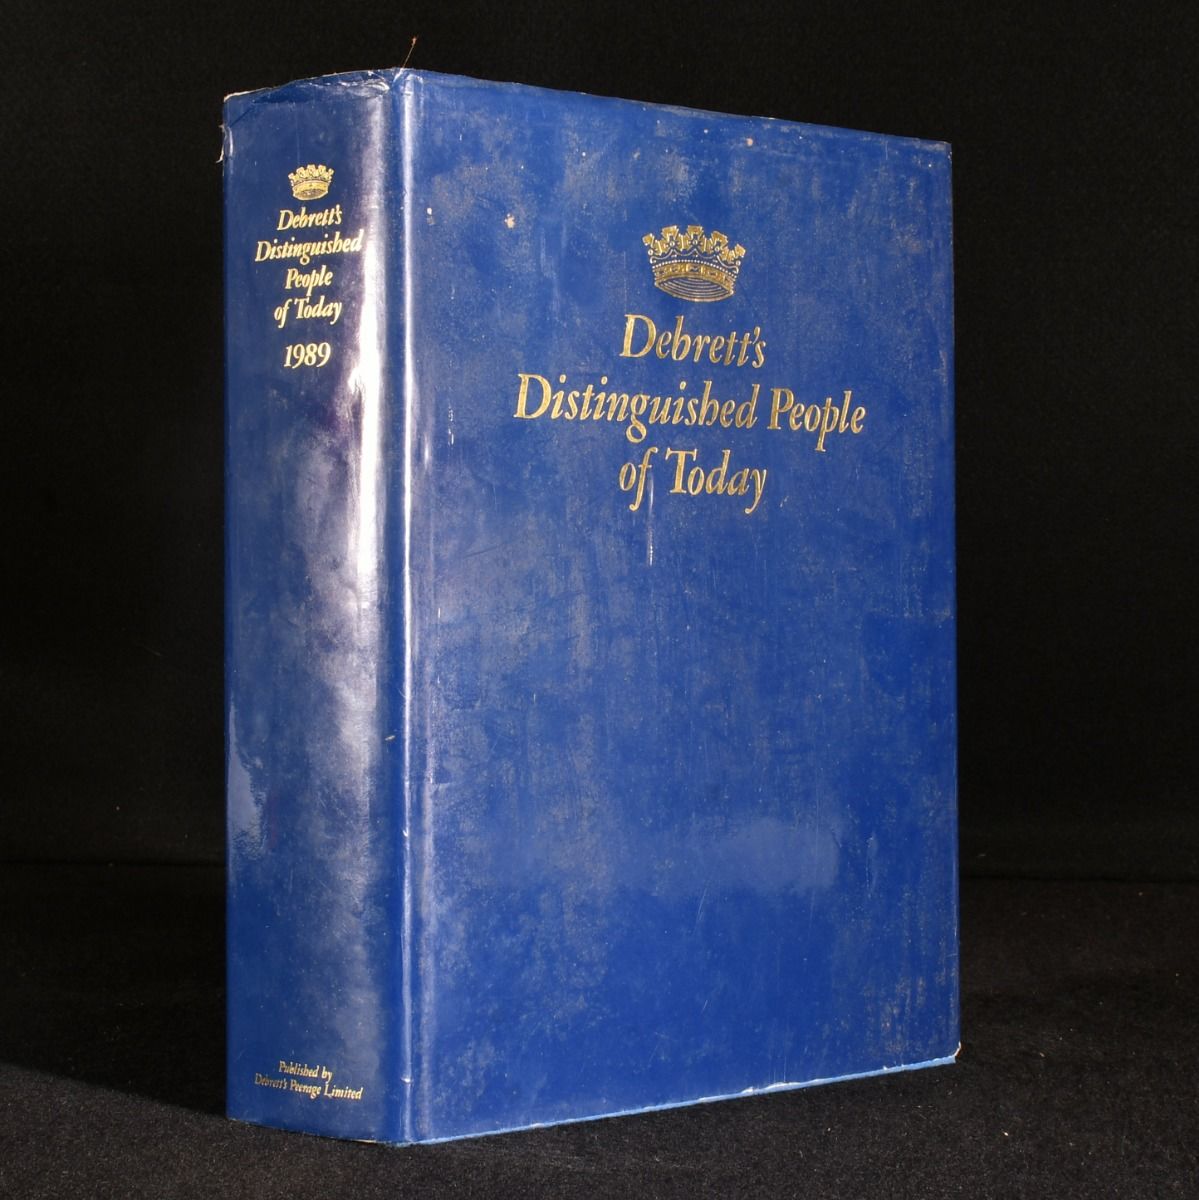 Debrett's
Distinguished
People
of Today
1989
Published by
Debrett's Peerage Limited
Debrett's
Distinguished People
of Today